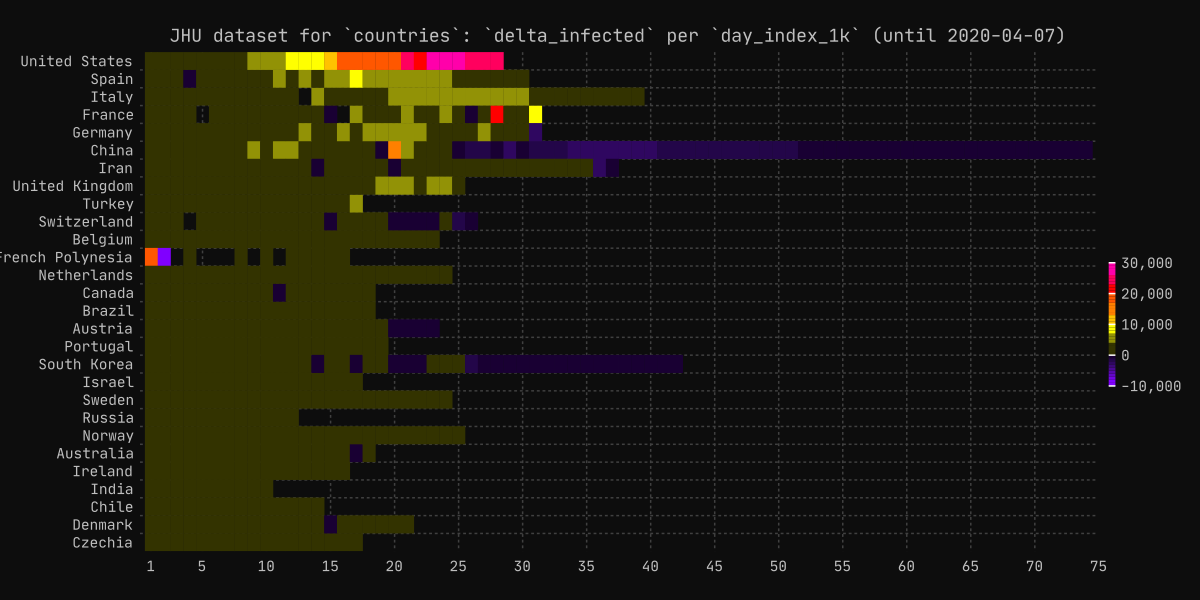 JHU dataset for `countries`: `delta_infected` per `day_index_1k` (until 2020-04-07)
United States
Spain
Italy
France
Germany
China
Iran
United Kingdom
Turkey
Switzerland
Belgium
French Polynesia
Netherlands
Canada
Brazil
Austria
Portugal
South Korea
Israel
Sweden
Russia
Norway
Australia
Ireland
India
Chile
Denmark
Czechia
1 5 10 15 20 25 30 35 40 45 50 55 60 65 70 75
30,000
20,000
10,000
0
-10,000